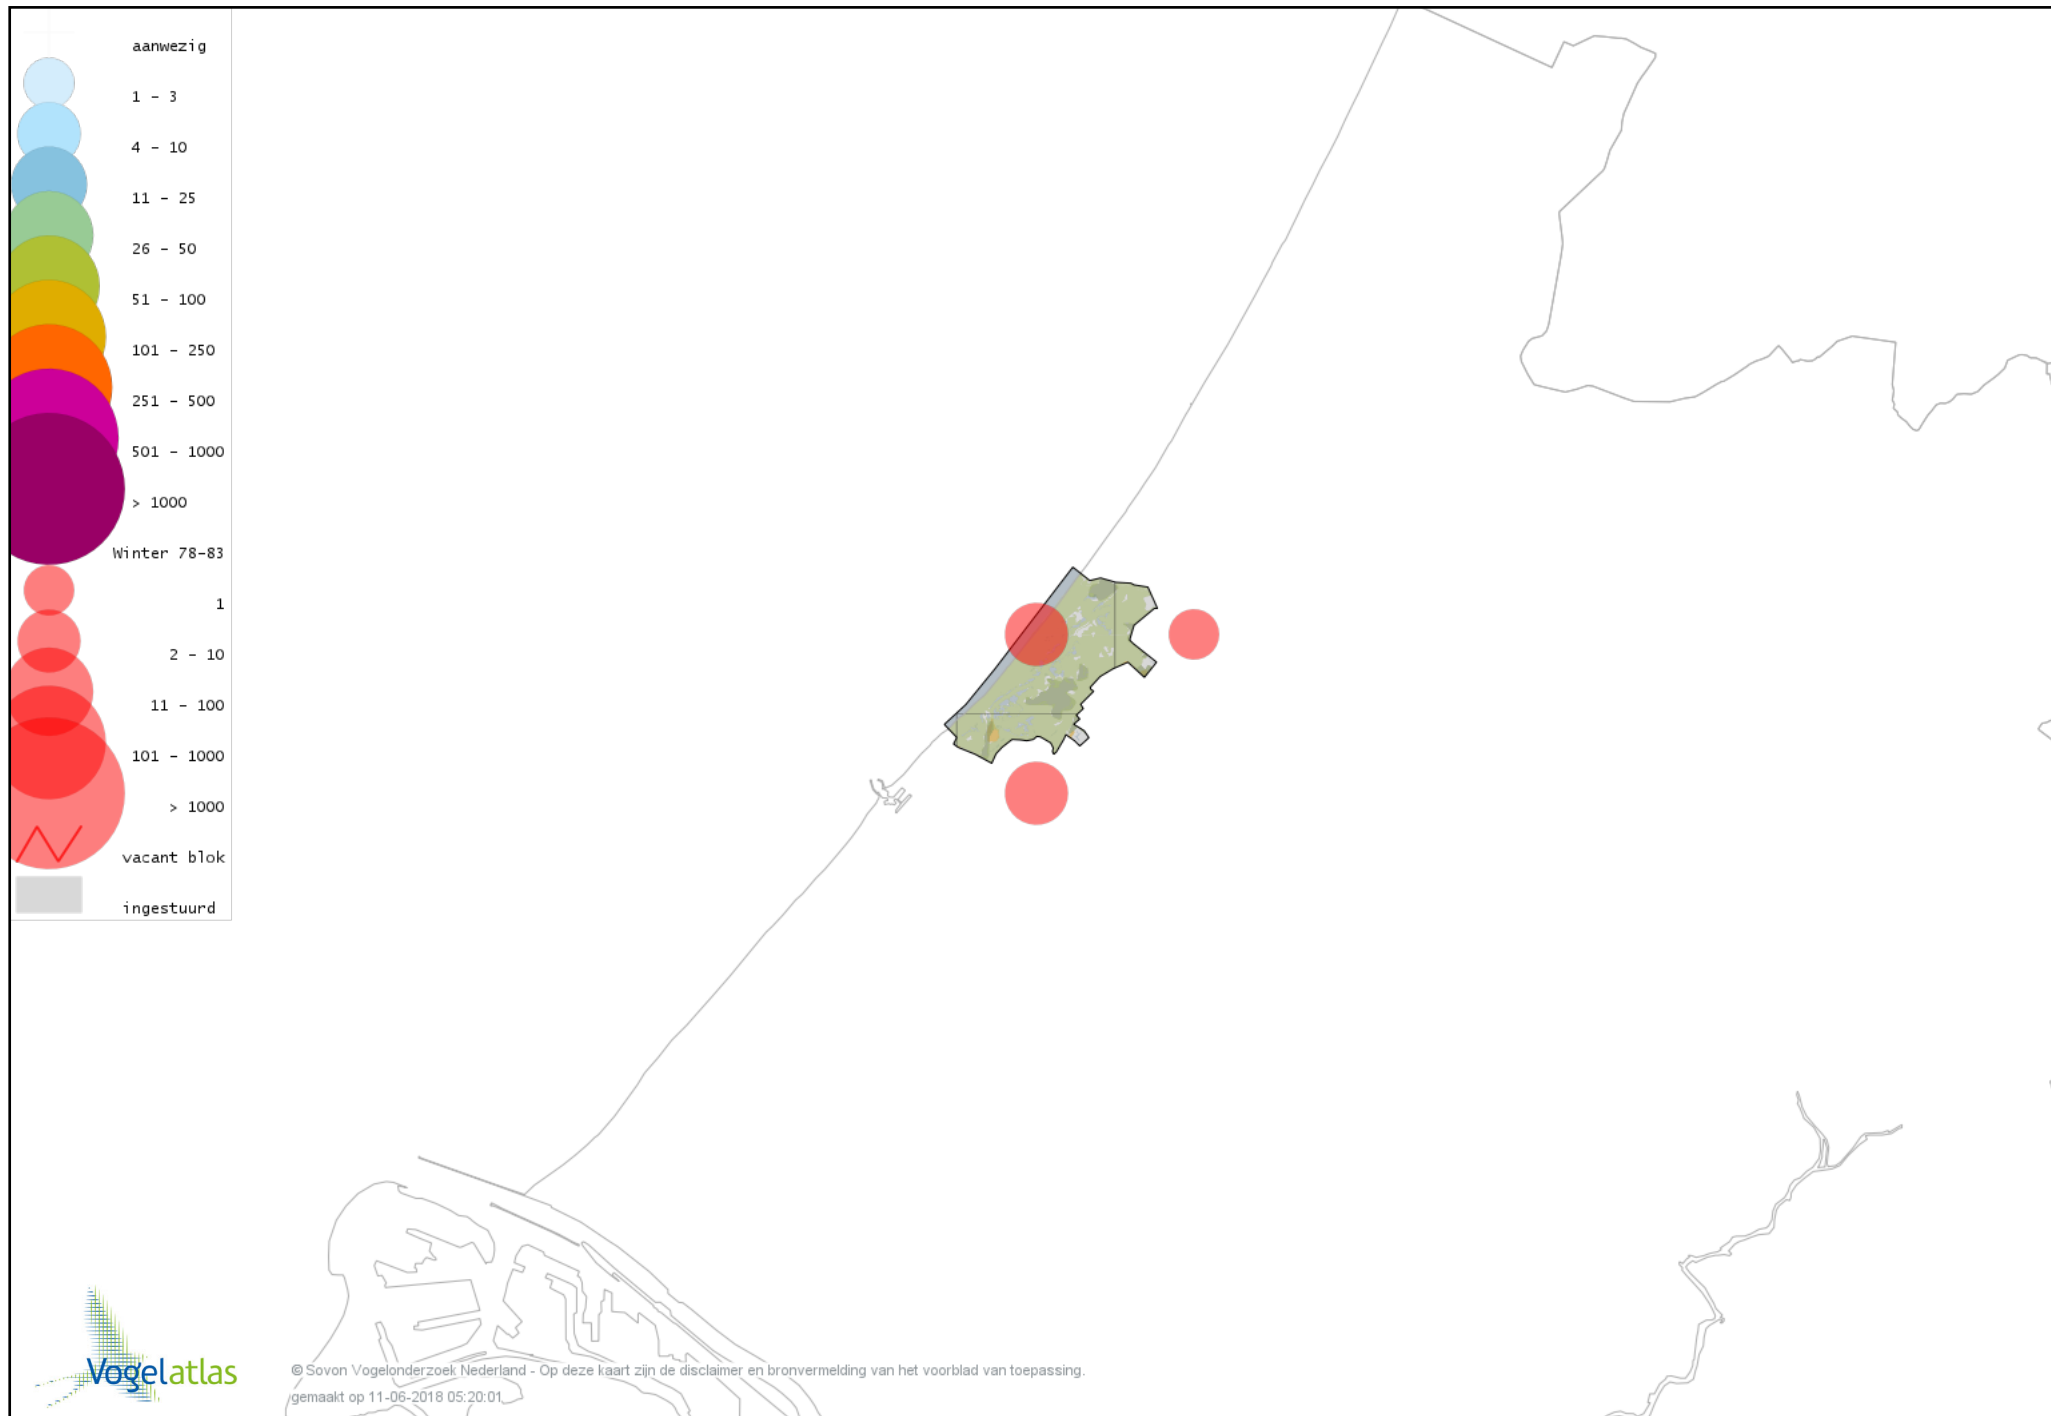 aanwezig
1 - 3
4 - 10
11 - 25
26 - 50
51 - 100
101 - 250
251 - 500
501 - 1000
> 1000
Winter 78-83
1
2 - 10
11 - 100
101 - 1000
> 1000
vacant blok
ingestuurd
Vogelatlas
© Sovon Vogelonderzoek Nederland - Op deze kaart zijn de disclaimer en bronvermelding van het voorblad van toepassing.
gemaakt op 11-06-2018 05:20:01